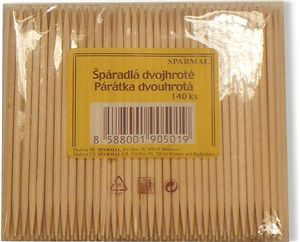 SPARMAL
Špáradlá dvojhroté
Párátka dvouhrotá
140 ks
8 588001 905019